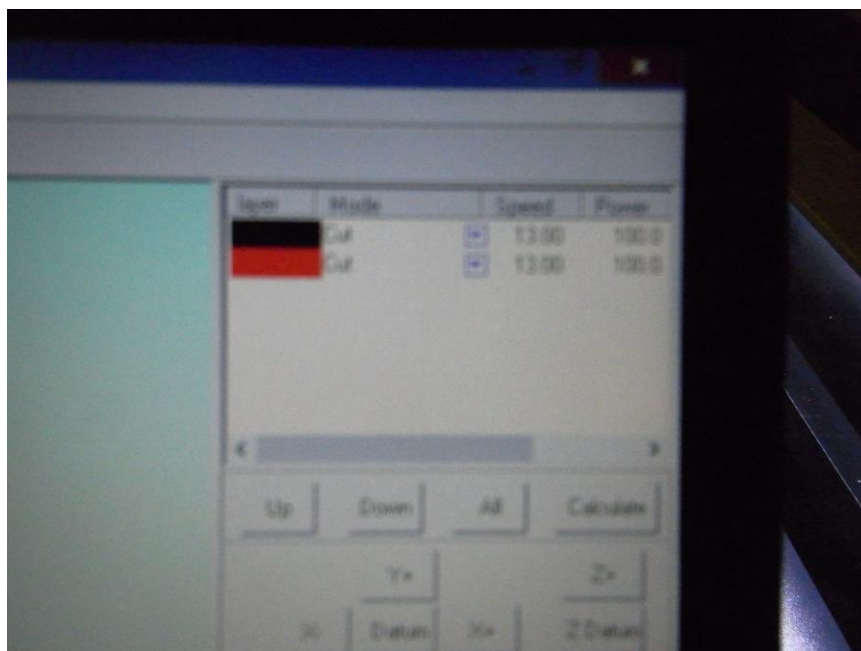 layer Mode Speed Power
Cut 13.00 100.0
Cut 13.00 100.0
Up Down All Calculate
Y+ Z+
X- Datum X+ Z Datum